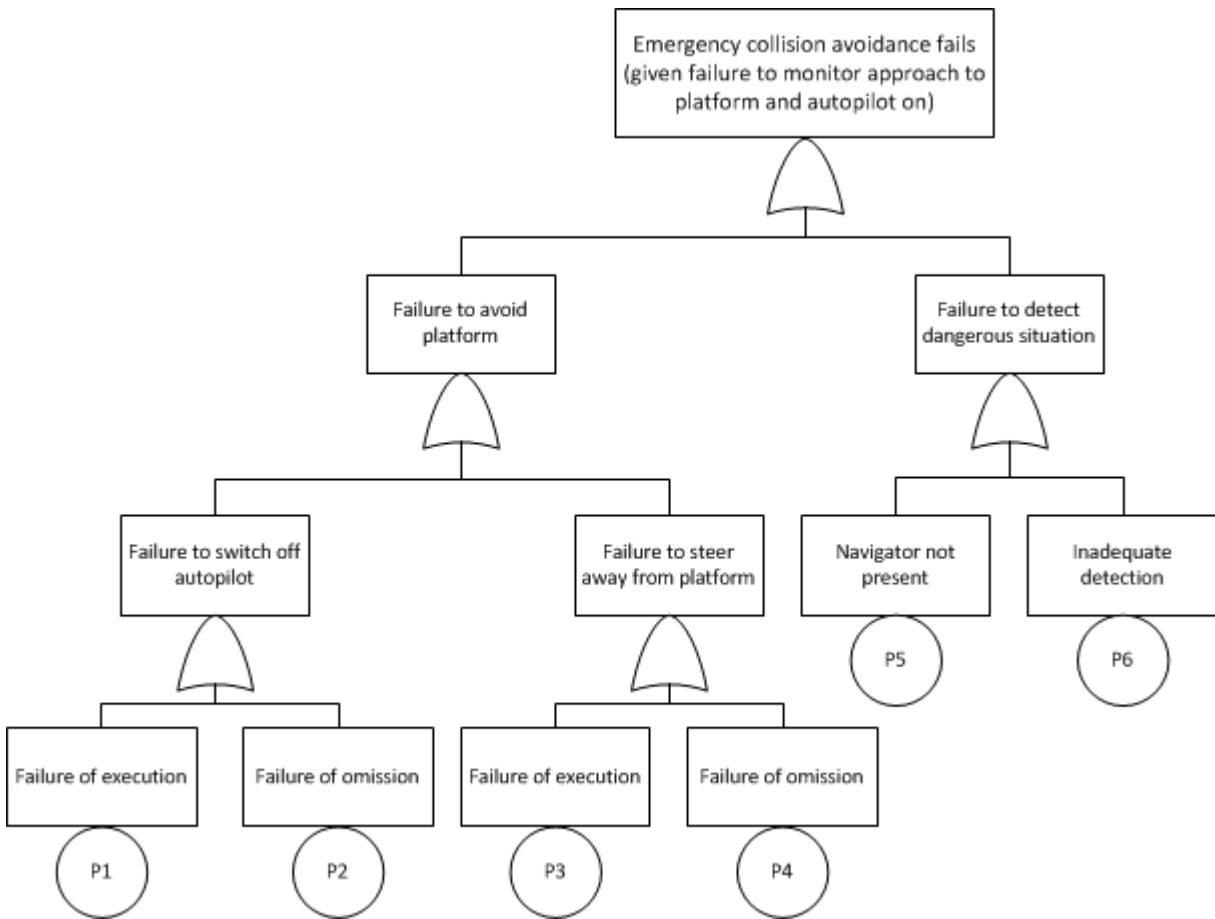 Emergency collision avoidance fails
(given failure to monitor approach to
platform and autopilot on)
Failure to avoid
platform
Failure to detect
dangerous situation
Failure to switch off
autopilot
Failure to steer
away from platform
Navigator not
present
Inadequate
detection
P5
P6
Failure of execution
Failure of omission
Failure of execution
Failure of omission
P1
P2
P3
P4